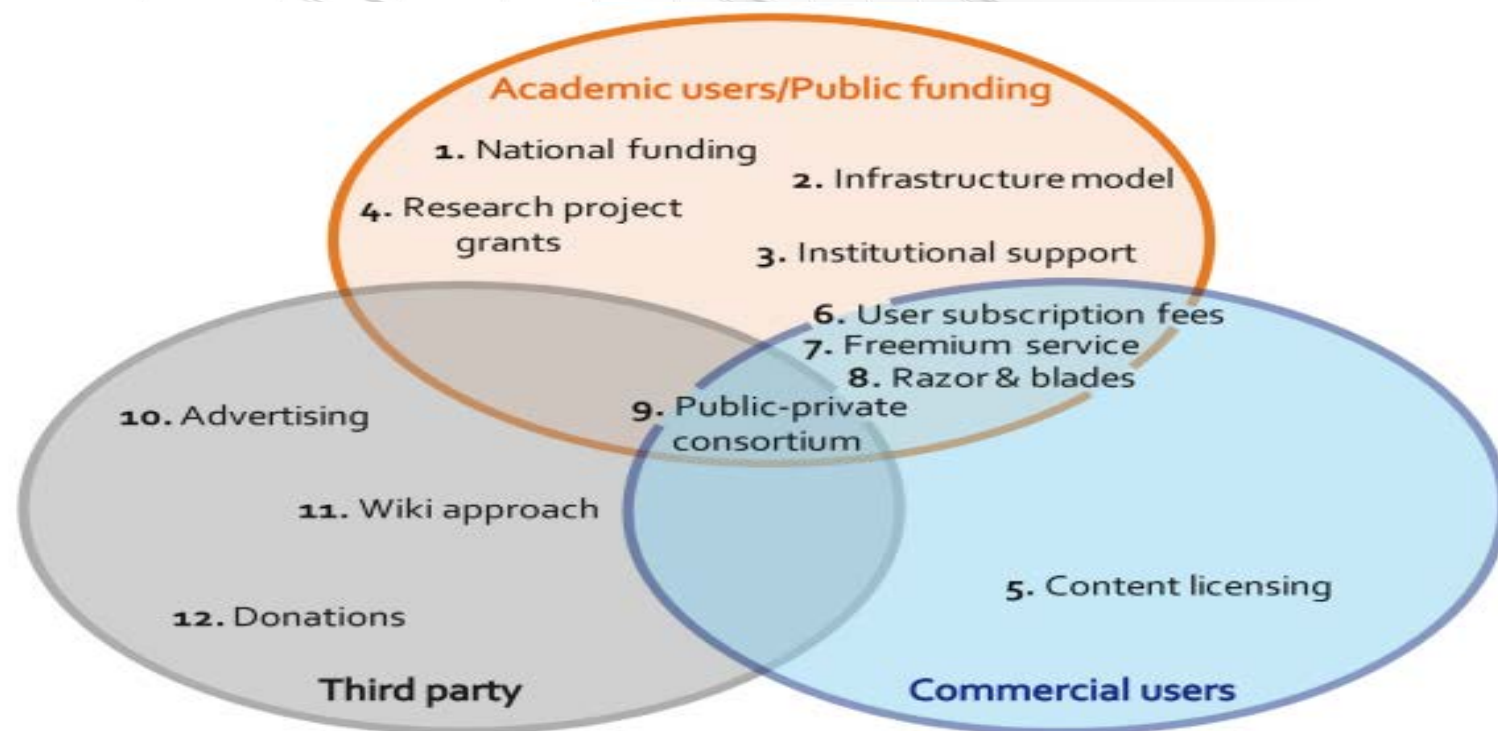 Academic users/Public funding
1. National funding
2. Infrastructure model
4. Research project
grants
3. Institutional support
6. User subscription fees
7. Freemium service
8. Razor & blades
9. Public-private
consortium
10. Advertising
11. Wiki approach
5. Content licensing
12. Donations
Third party
Commercial users